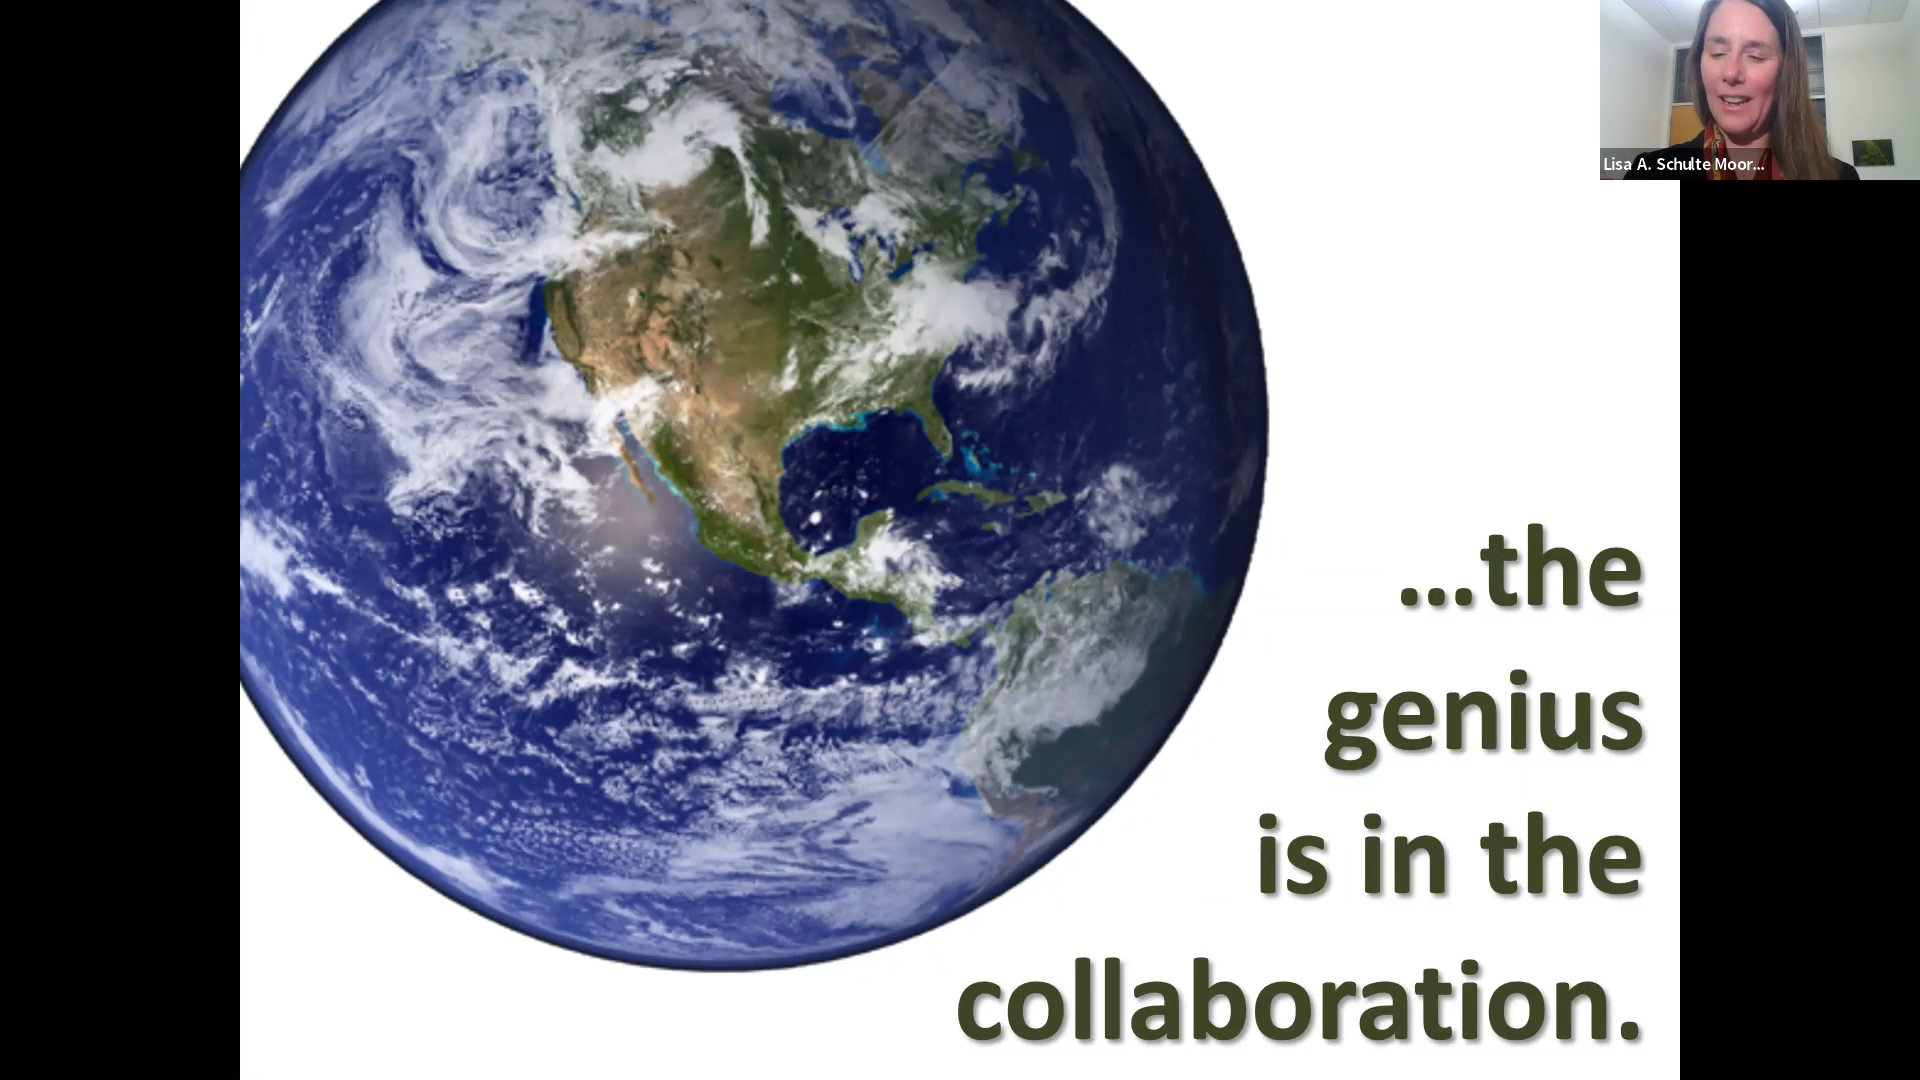 Lisa A. Schulte Moor...
...the
genius
is in the
collaboration.